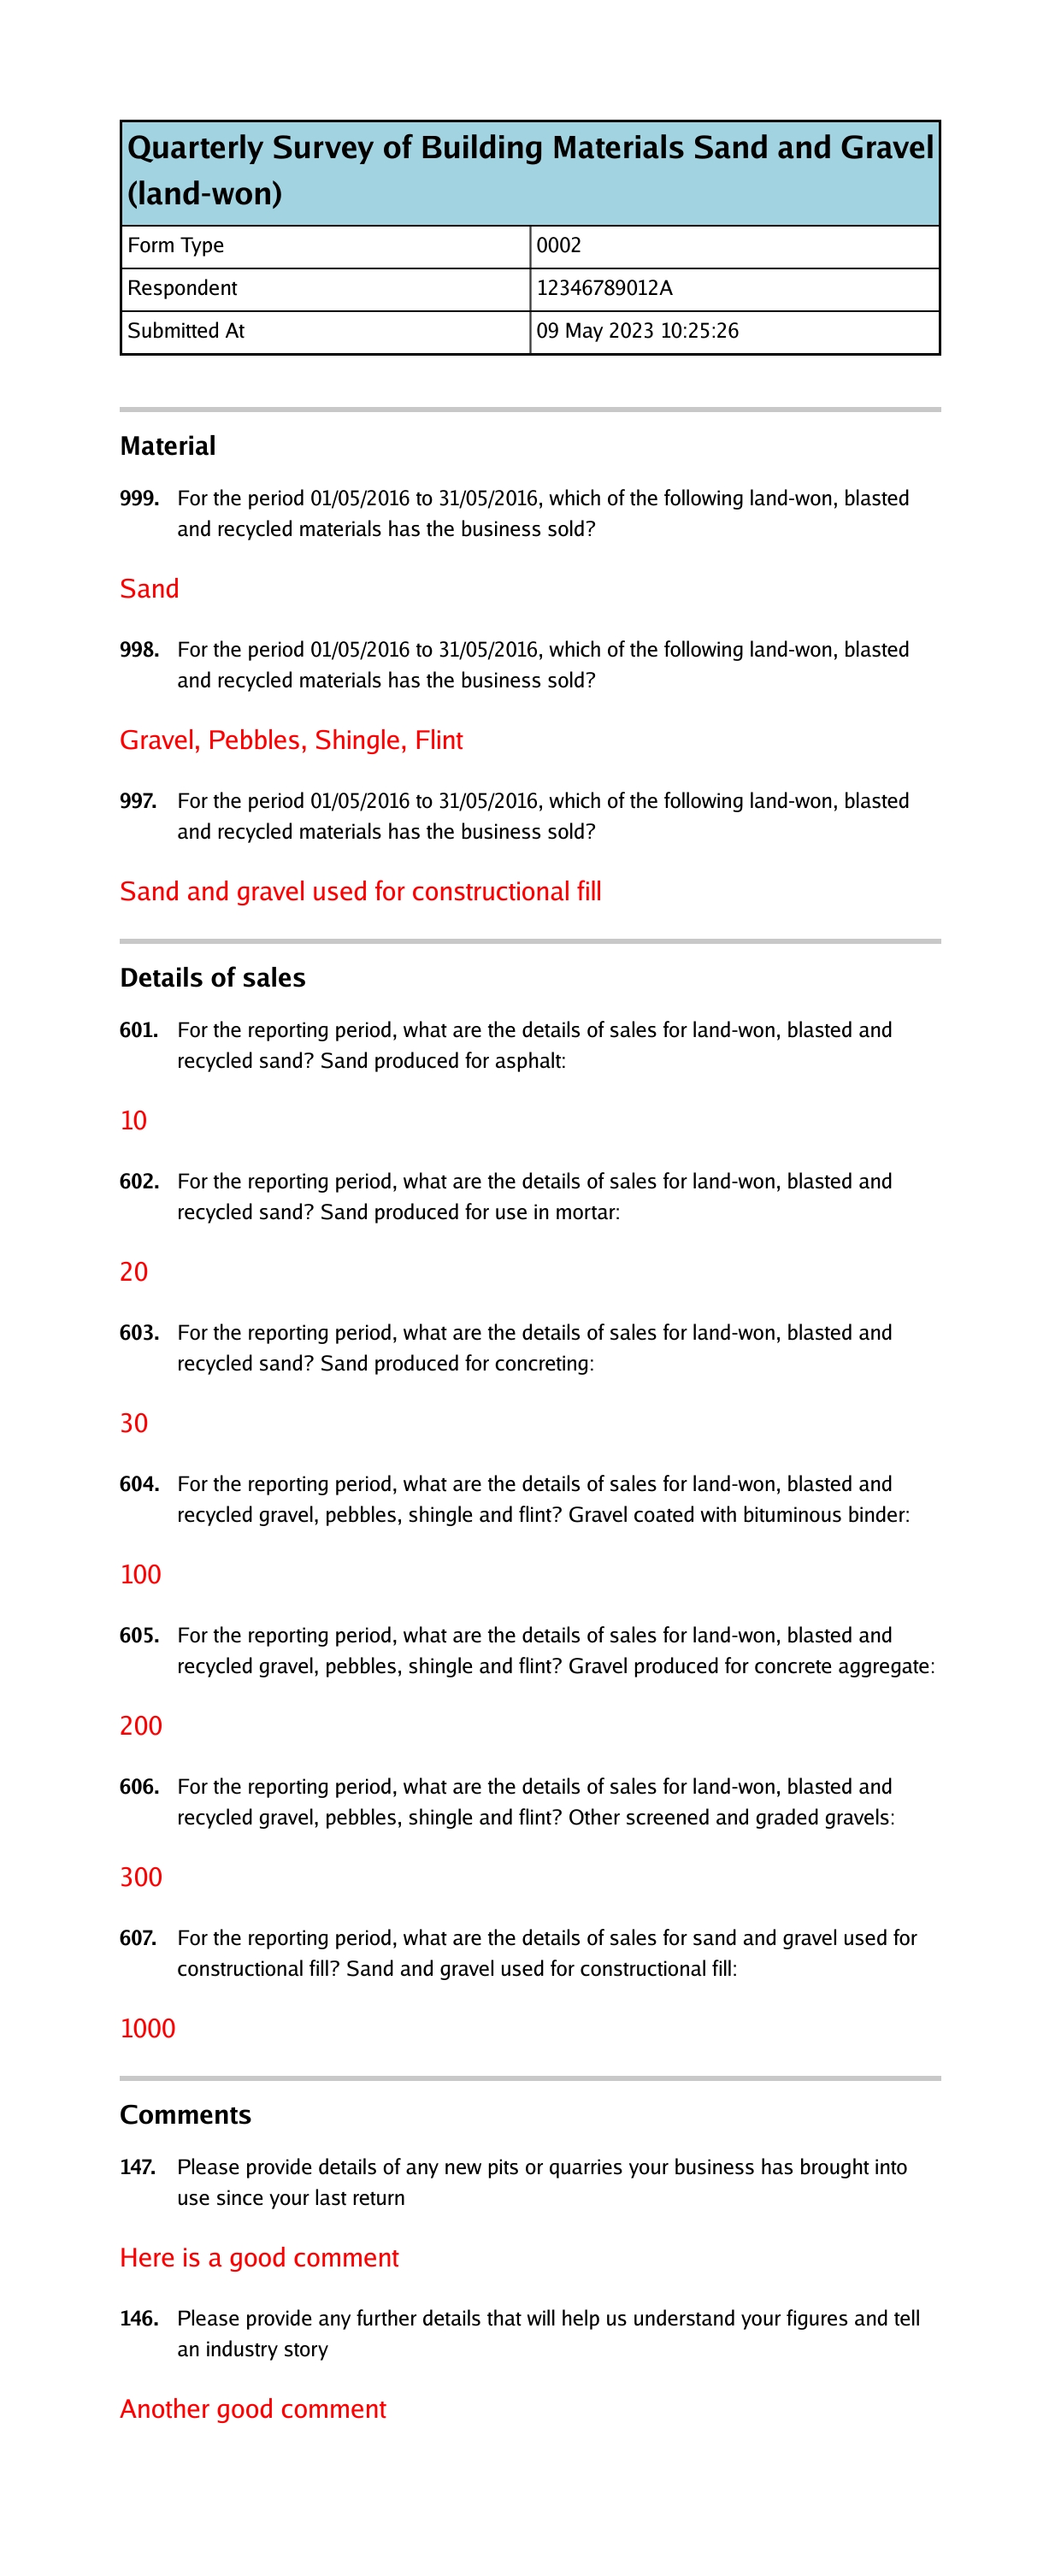 Quarterly Survey of Building Materials Sand and Gravel
(land-won)
Form Type 0002
Respondent 12346789012A
Submitted At 09 May 2023 10:25:26
Material
999. For the period 01/05/2016 to 31/05/2016, which of the following land-won, blasted
and recycled materials has the business sold?
Sand
998. For the period 01/05/2016 to 31/05/2016, which of the following land-won, blasted
and recycled materials has the business sold?
Gravel, Pebbles, Shingle, Flint
997. For the period 01/05/2016 to 31/05/2016, which of the following land-won, blasted
and recycled materials has the business sold?
Sand and gravel used for constructional fill
Details of sales
601. For the reporting period, what are the details of sales for land-won, blasted and
recycled sand? Sand produced for asphalt:
10
602. For the reporting period, what are the details of sales for land-won, blasted and
recycled sand? Sand produced for use in mortar:
20
603. For the reporting period, what are the details of sales for land-won, blasted and
recycled sand? Sand produced for concreting:
30
604. For the reporting period, what are the details of sales for land-won, blasted and
recycled gravel, pebbles, shingle and flint? Gravel coated with bituminous binder:
100
605. For the reporting period, what are the details of sales for land-won, blasted and
recycled gravel, pebbles, shingle and flint? Gravel produced for concrete aggregate:
200
606. For the reporting period, what are the details of sales for land-won, blasted and
recycled gravel, pebbles, shingle and flint? Other screened and graded gravels:
300
607. For the reporting period, what are the details of sales for sand and gravel used for
constructional fill? Sand and gravel used for constructional fill:
1000
Comments
147. Please provide details of any new pits or quarries your business has brought into
use since your last return
Here is a good comment
146. Please provide any further details that will help us understand your figures and tell
an industry story
Another good comment